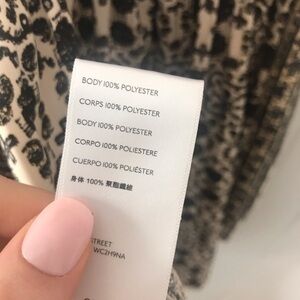 BODY 100% POLYESTER
CORPS 100% POLYESTER
BODY 100% POLYESTER
CORPO 100% POLIESTERE
CUERPO 100% POLIÉSTER
身体 100% 聚酯纖維
STREET
WC2H9NA